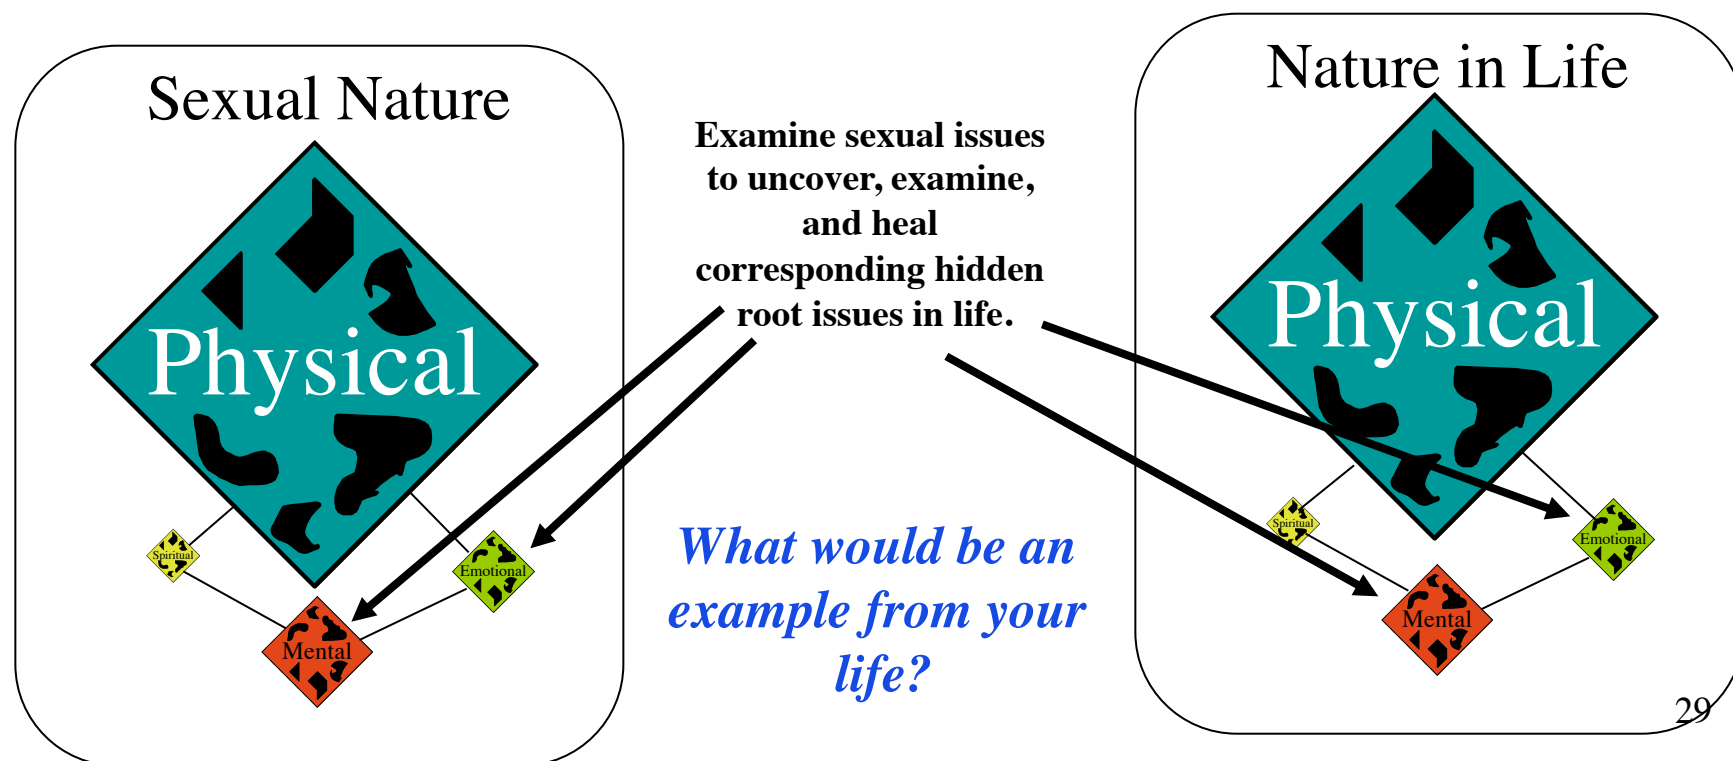 Sexual Nature
Physical
Spiritual
Emotional
Mental
Examine sexual issues
to uncover, examine,
and heal
corresponding hidden
root issues in life.
What would be an
example from your
life?
Nature in Life
Physical
Spiritual
Emotional
Mental
29